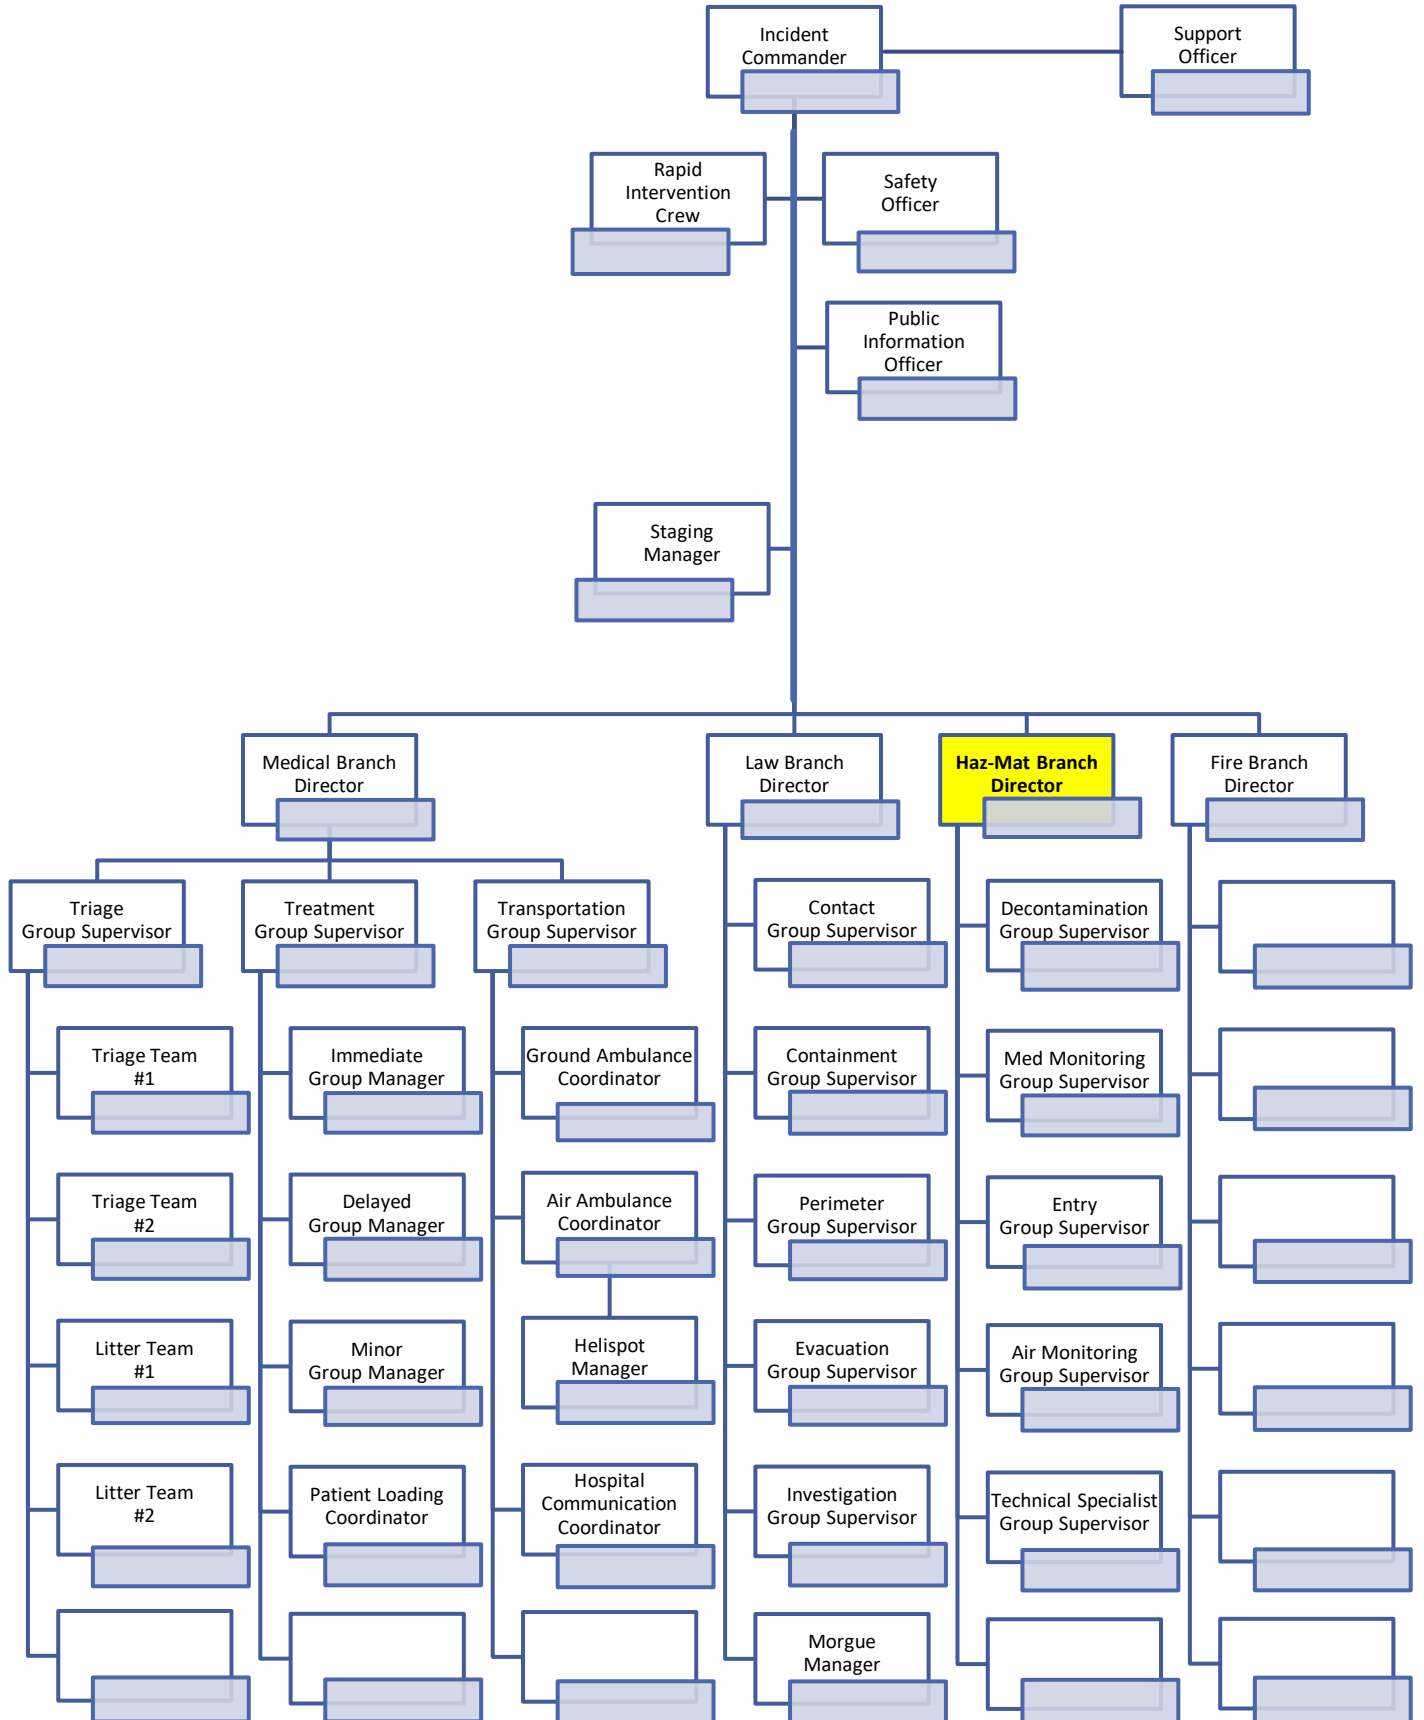 Incident
Commander
Support
Officer
Rapid
Intervention
Crew
Safety
Officer
Public
Information
Officer
Staging
Manager
Medical Branch
Director
Law Branch
Director
Haz-Mat Branch
Director
Fire Branch
Director
Triage
Group Supervisor
Treatment
Group Supervisor
Transportation
Group Supervisor
Contact
Group Supervisor
Decontamination
Group Supervisor
Triage Team
#1
Immediate
Group Manager
Ground Ambulance
Coordinator
Containment
Group Supervisor
Med Monitoring
Group Supervisor
Triage Team
#2
Delayed
Group Manager
Air Ambulance
Coordinator
Perimeter
Group Supervisor
Entry
Group Supervisor
Litter Team
#1
Minor
Group Manager
Helispot
Manager
Evacuation
Group Supervisor
Air Monitoring
Group Supervisor
Litter Team
#2
Patient Loading
Coordinator
Hospital
Communication
Coordinator
Investigation
Group Supervisor
Technical Specialist
Group Supervisor
Morgue
Manager